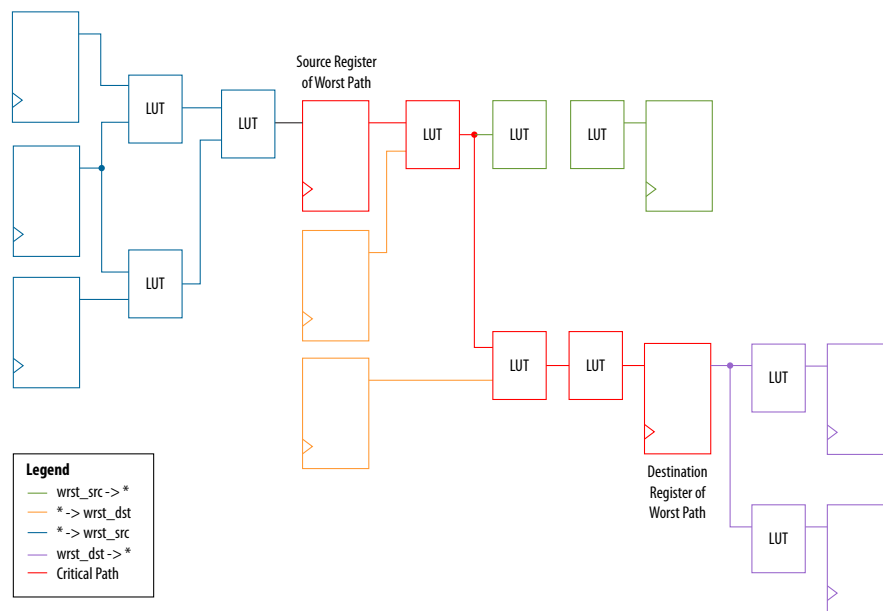 Source Register
of Worst Path
LUT
LUT
LUT
LUT
LUT
LUT
LUT
LUT
LUT
LUT
LUT
Destination
Register of
Worst Path
Legend
wrst_src -> *
* -> wrst_dst
* -> wrst_src
wrst_dst -> *
Critical Path